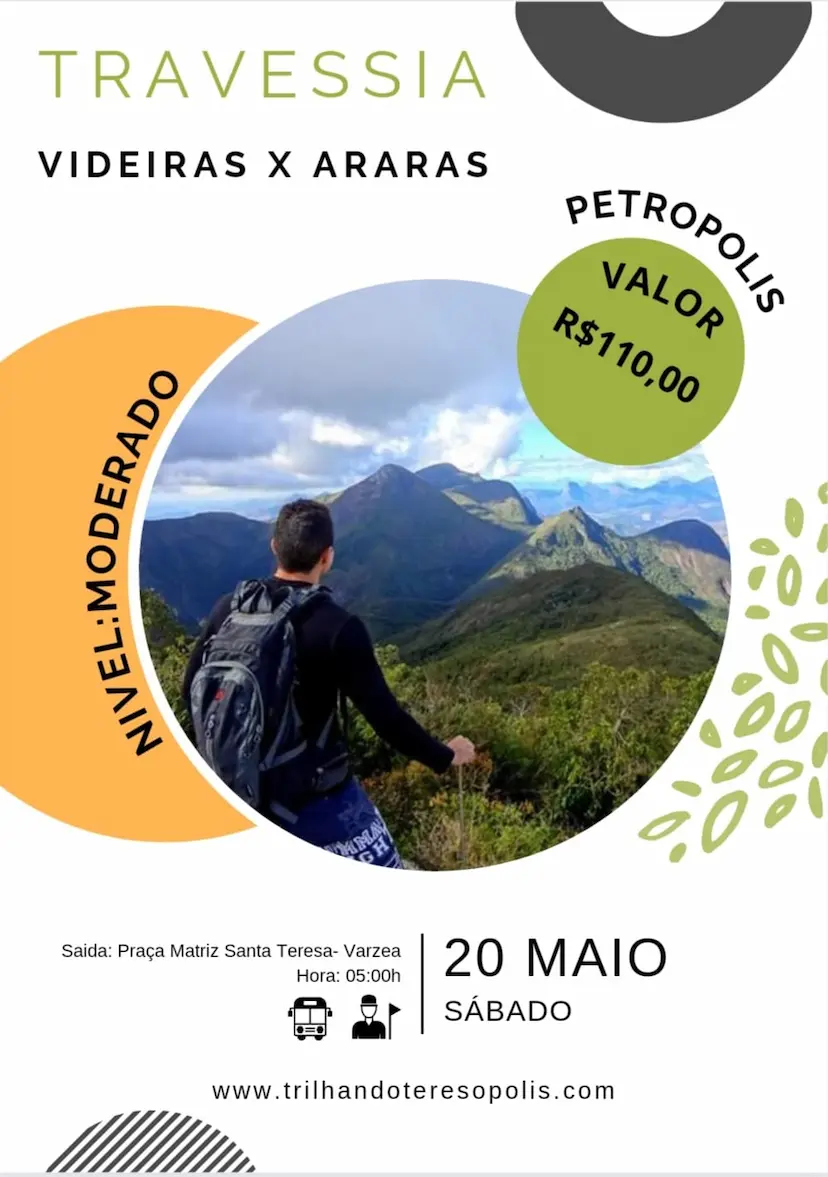 TRAVESSIA
VIDEIRAS X ARARAS
PETROPOLIS
VALOR
R$110,00
NIVEL:MODERADO
Saida: Praça Matriz Santa Teresa- Varzea
Hora: 05:00h
20 MAIO
SÁBADO
www.trilhandoteresopolis.com